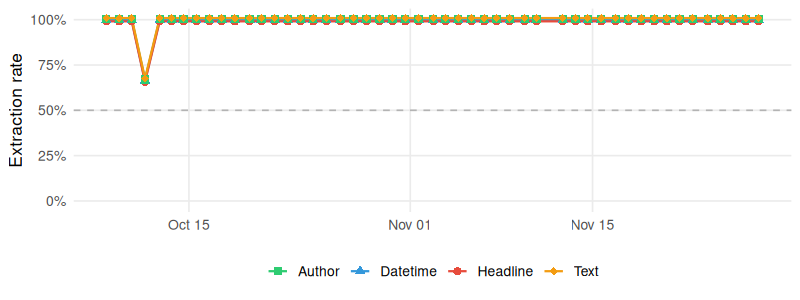 Extraction rate
100%
75%
50%
25%
0%
Oct 15 Nov 01 Nov 15
Author Datetime Headline Text